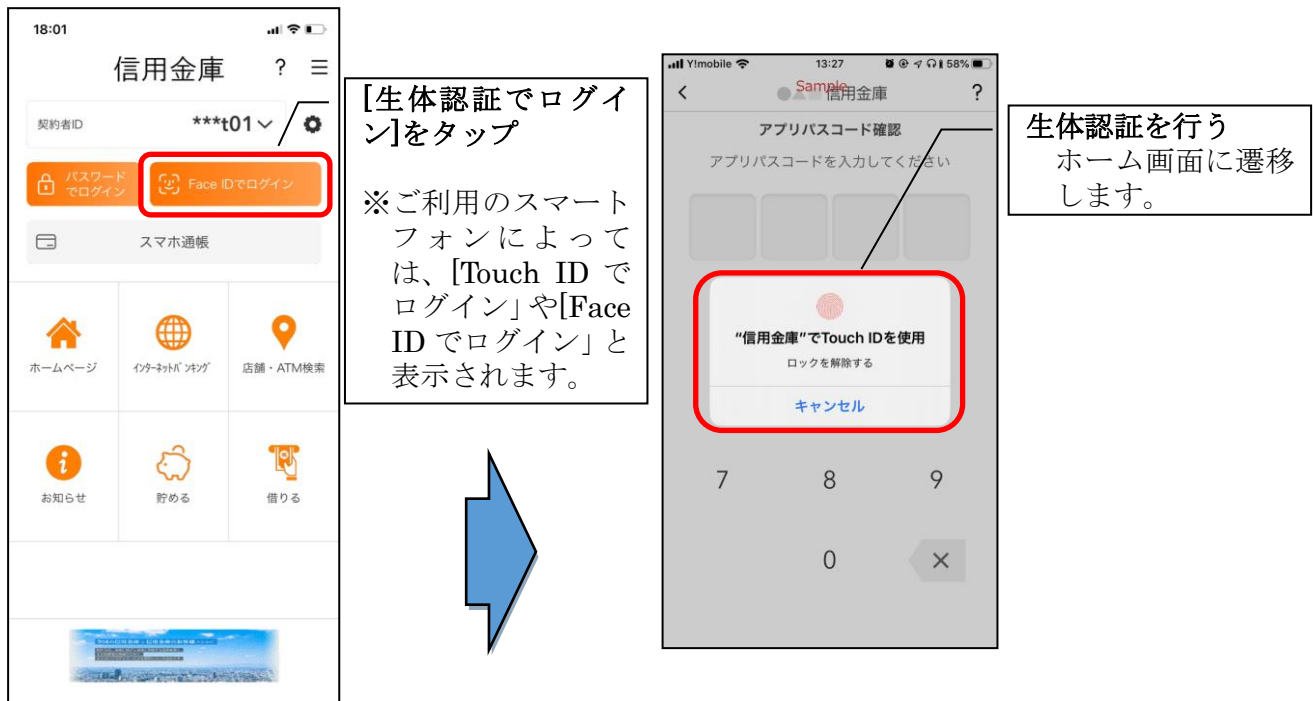 18:01
信用金庫 ?
契約者ID ***t01
パスワード
でログイン
Face IDでログイン
スマホ通帳
ホームページ
インターネットバンキング
店舗・ATM検索
お知らせ
貯める
借りる
[生体認証でログイ
ン]をタップ
※ご利用のスマート
フォンによって
は、[Touch ID で
ログイン」や[Face
ID でログイン」と
表示されます。
Y!mobile 13:27 58%
Sample
信用金庫 ?
アプリパスコード確認
アプリパスコードを入力してください
“信用金庫”でTouch IDを使用
ロックを解除する
キャンセル
7 8 9
0
生体認証を行う
ホーム画面に遷移
します。